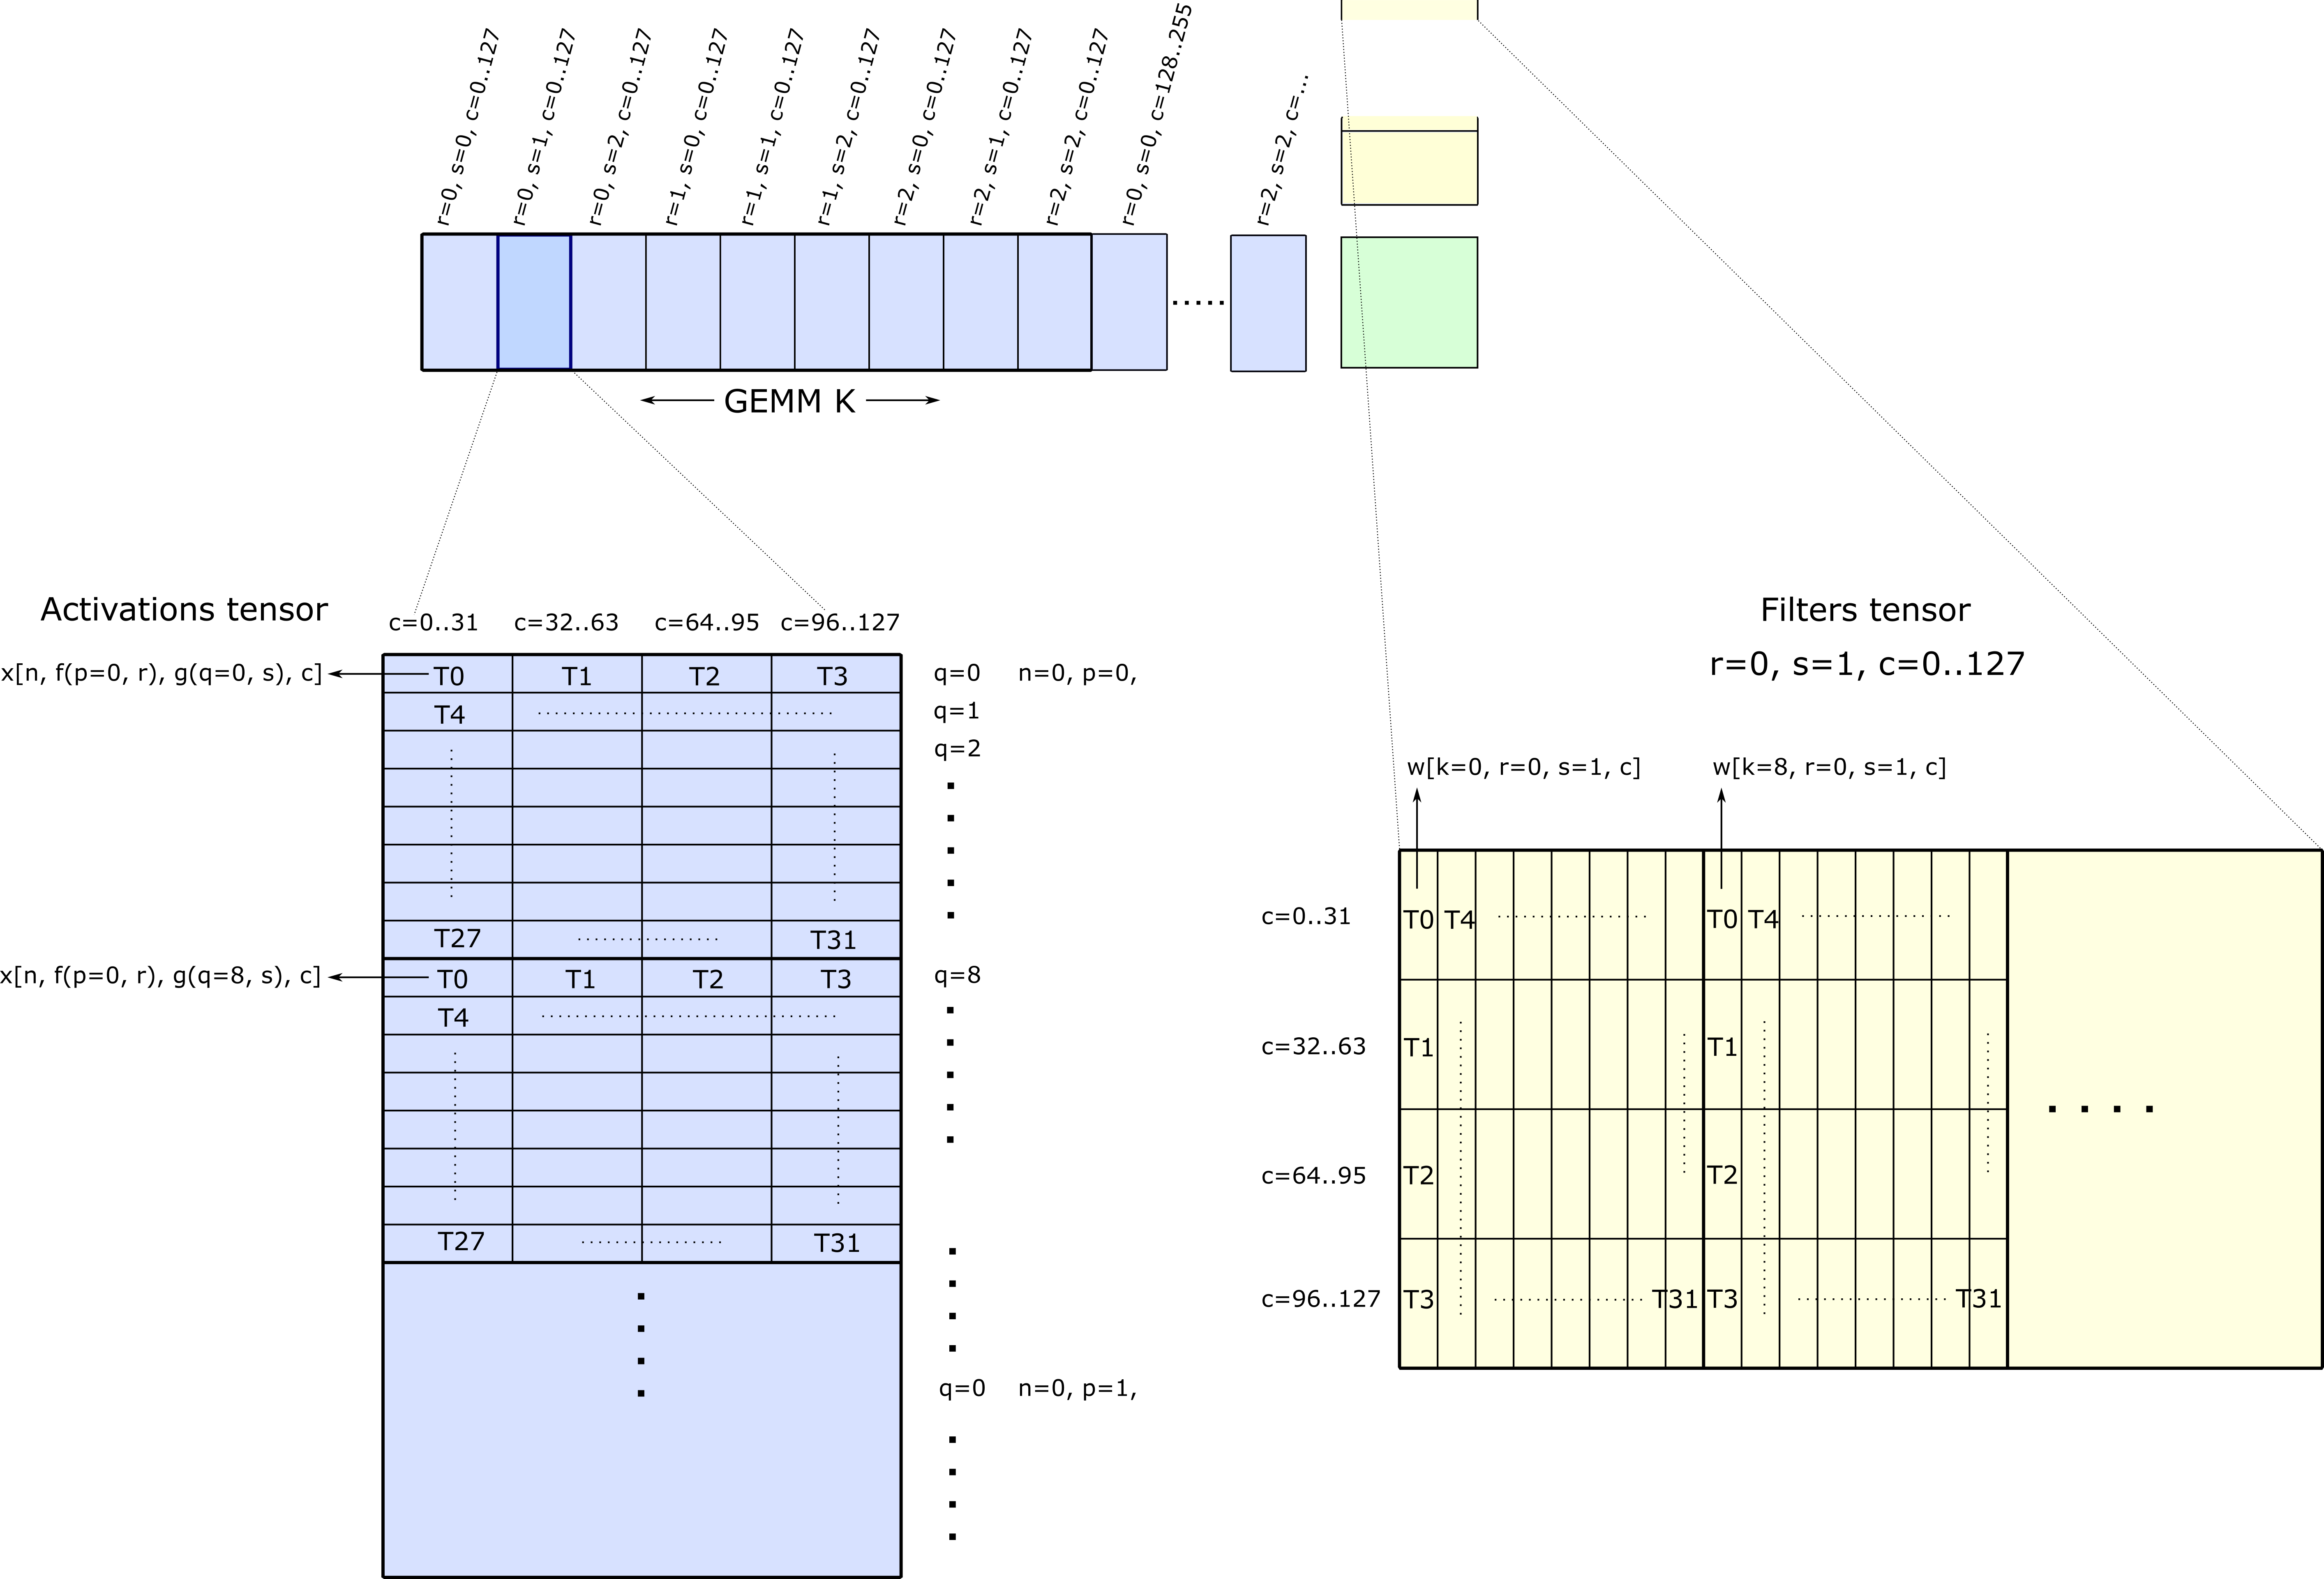 r=0, s=0, c=0..127
r=0, s=1, c=0..127
r=0, s=2, c=0..127
r=1, s=0, c=0..127
r=1, s=1, c=0..127
r=1, s=2, c=0..127
r=2, s=0, c=0..127
r=2, s=1, c=0..127
r=2, s=2, c=0..127
r=0, s=0, c=128..255
r=2, s=2, c=...
GEMM K
Activations tensor
c=0..31 c=32..63 c=64..95 c=96..127
x[n, f(p=0, r), g(q=0, s), c] T0 T1 T2 T3 q=0 n=0, p=0,
T4 q=1
q=2
T27 T31
x[n, f(p=0, r), g(q=8, s), c] T0 T1 T2 T3 q=8
T4
T27 T31
q=0 n=0, p=1,
Filters tensor
r=0, s=1, c=0..127
w[k=0, r=0, s=1, c] w[k=8, r=0, s=1, c]
c=0..31 T0 T4 T0 T4
c=32..63 T1 T1
c=64..95 T2 T2
c=96..127 T3 T31 T3 T31